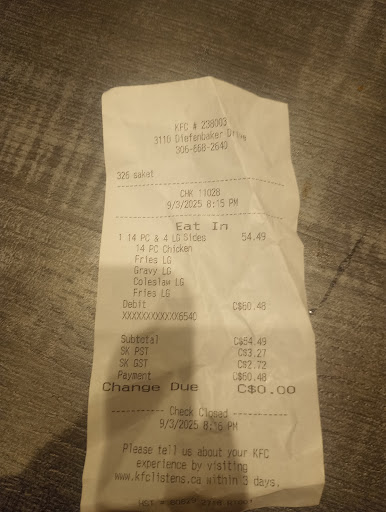 KFC # 238003
3110 Diefenbaker Drive
306-668-2640
326 saket
CHK 11028
9/3/2025 8:15 PM
Eat In
1 14 PC & 4 LG Sides 54.49
14 PC Chicken
Fries LG
Gravy LG
Coleslaw LG
Fries LG
Debit C$60.48
XXXXXXXXXXXX6540
Subtotal C$54.49
SK PST C$3.27
SK GST C$2.72
Payment C$60.48
Change Due C$0.00
---------- Check Closed ----------
9/3/2025 8:16 PM
Please tell us about your KFC
experience by visiting
www.kfclistens.ca within 3 days.